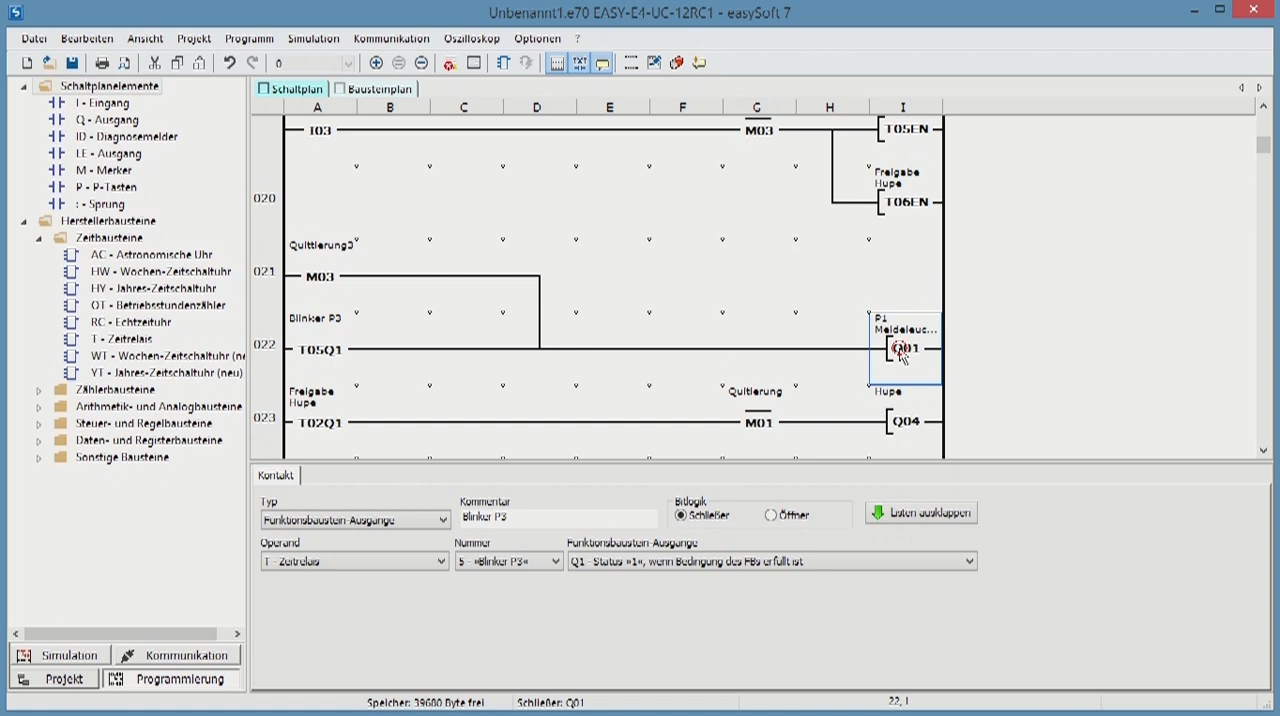 Unbenannt1.e70 EASY-E4-UC-12RC1 - easySoft 7
Datei Bearbeiten Ansicht Projekt Programm Simulation Kommunikation Oszilloskop Optionen ?
0
Schaltplanelemente
I - Eingang
Q - Ausgang
ID - Diagnosemelder
LE - Ausgang
M - Merker
P - P-Tasten
: - Sprung
Herstellerbausteine
Zeitbausteine
AC - Astronomische Uhr
HW - Wochen-Zeitschaltuhr
HY - Jahres-Zeitschaltuhr
OT - Betriebsstundenzähler
RC - Echtzeituhr
T - Zeitrelais
WT - Wochen-Zeitschaltuhr (ne
YT - Jahres-Zeitschaltuhr (neu)
Zählerbausteine
Arithmetik- und Analogbausteine
Steuer- und Regelbausteine
Daten- und Registerbausteine
Sonstige Bausteine
Simulation Kommunikation
Projekt Programmierung
Schaltplan Bausteinplan
A B C D E F G H I
I03 M03 T05EN
Freigabe
Hupe
020 T06EN
Quittierung3
021 M03
Blinker P3 P1
Meldeleuc...
022 T05Q1 Q01
Freigabe Quitierung Hupe
Hupe
023 T02Q1 M01 Q04
Kontakt
Typ Kommentar Bitlogik
Funktionsbaustein-Ausgänge Blinker P3 Schließer Öffner Listen ausklappen
Operand Nummer Funktionsbaustein-Ausgänge
T - Zeitrelais 5 - »Blinker P3« Q1 - Status »1«, wenn Bedingung des FBs erfüllt ist
Speicher: 39680 Byte frei Schließer: Q01 22, I